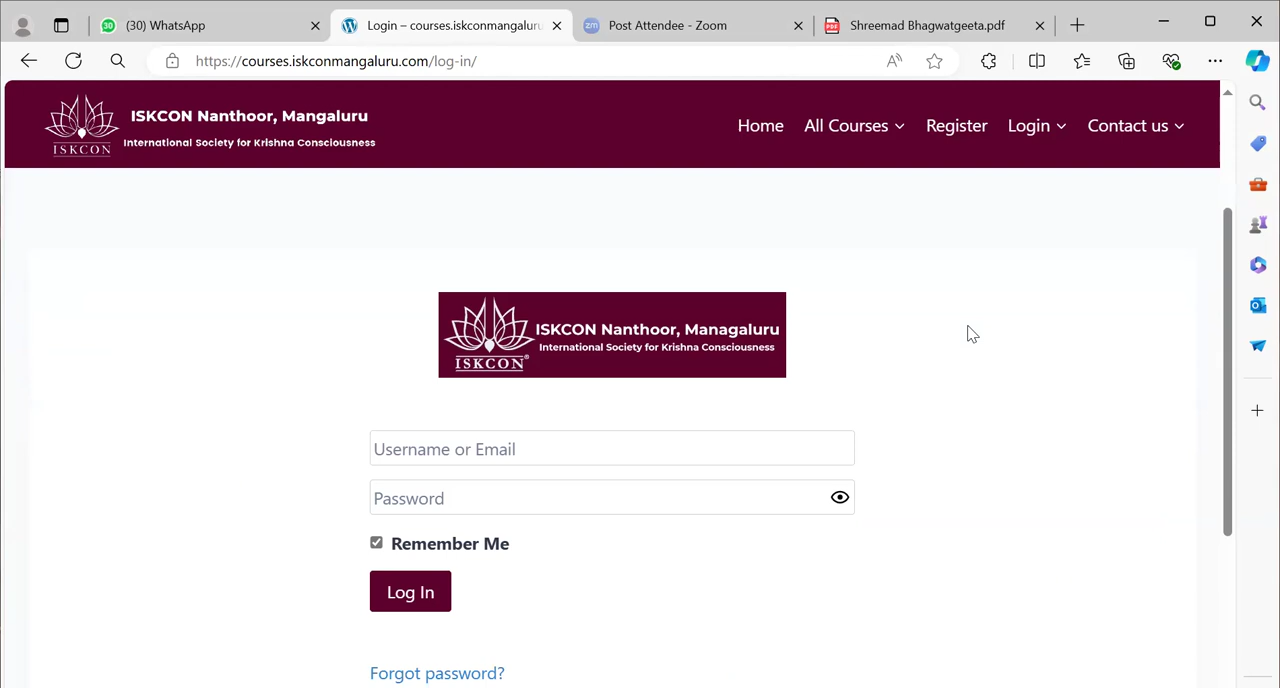 (30) WhatsApp
Login – courses.iskconmangaluru
Post Attendee - Zoom
Shreemad Bhagwatgeeta.pdf
https://courses.iskconmangaluru.com/log-in/
ISKCON
ISKCON Nanthoor, Mangaluru
International Society for Krishna Consciousness
Home
All Courses
Register
Login
Contact us
ISKCON®
ISKCON Nanthoor, Managaluru
International Society for Krishna Consciousness
Username or Email
Password
Remember Me
Log In
Forgot password?